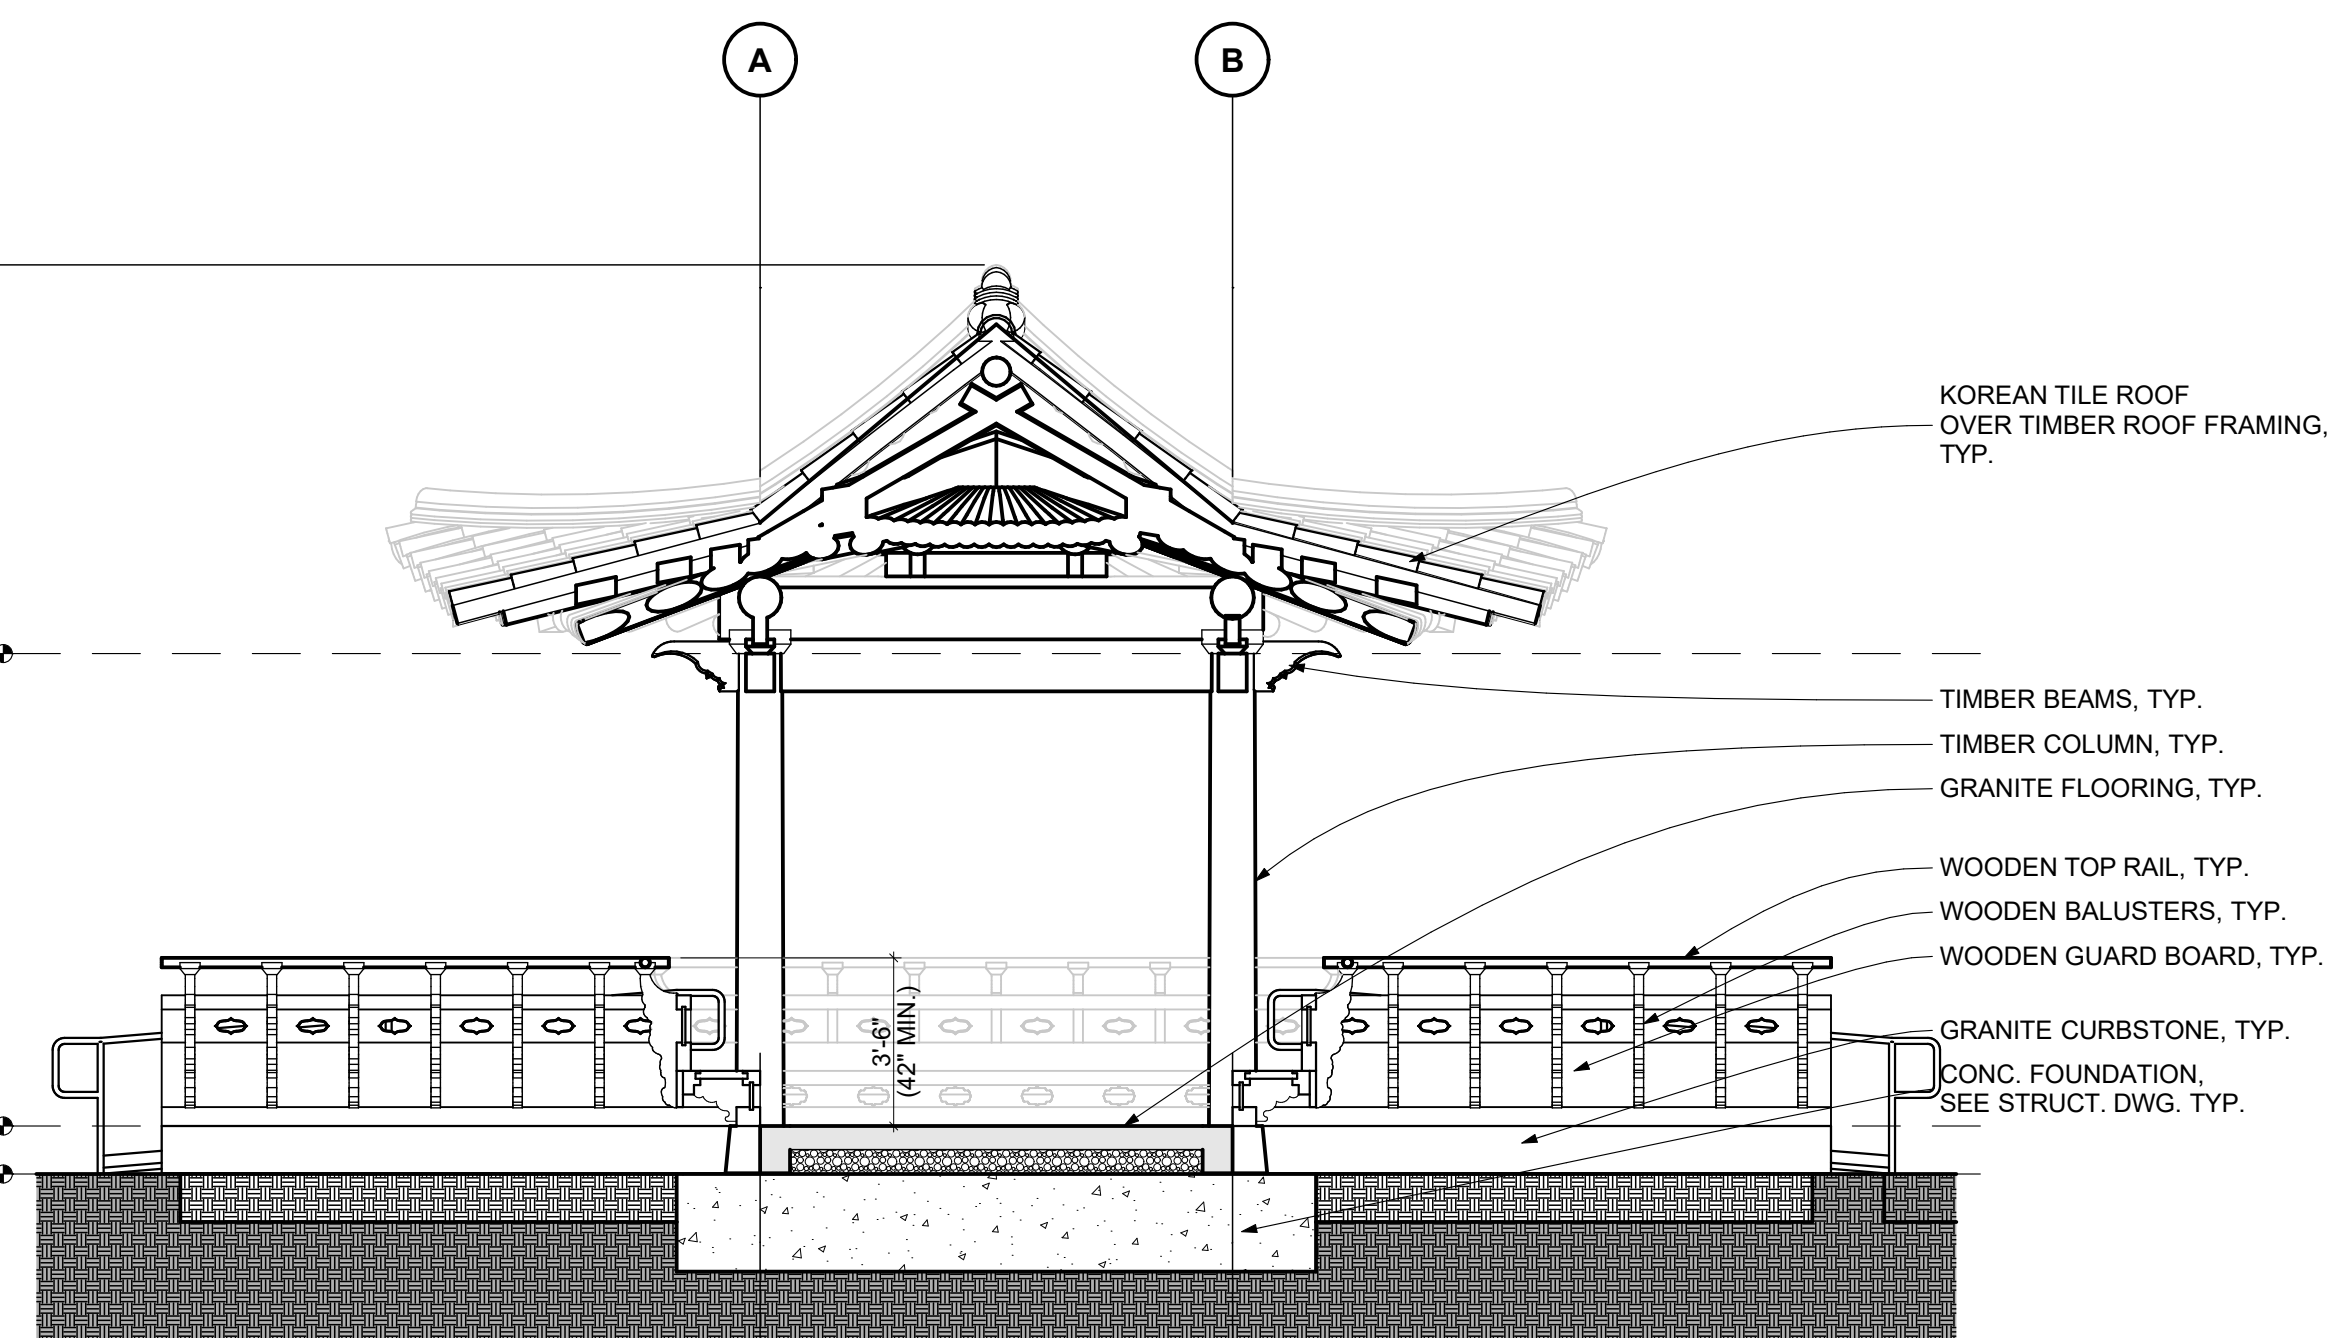 A
B
KOREAN TILE ROOF
OVER TIMBER ROOF FRAMING,
TYP.
TIMBER BEAMS, TYP.
TIMBER COLUMN, TYP.
GRANITE FLOORING, TYP.
WOODEN TOP RAIL, TYP.
WOODEN BALUSTERS, TYP.
WOODEN GUARD BOARD, TYP.
3'-6"
(42" MIN.)
GRANITE CURBSTONE, TYP.
CONC. FOUNDATION,
SEE STRUCT. DWG. TYP.